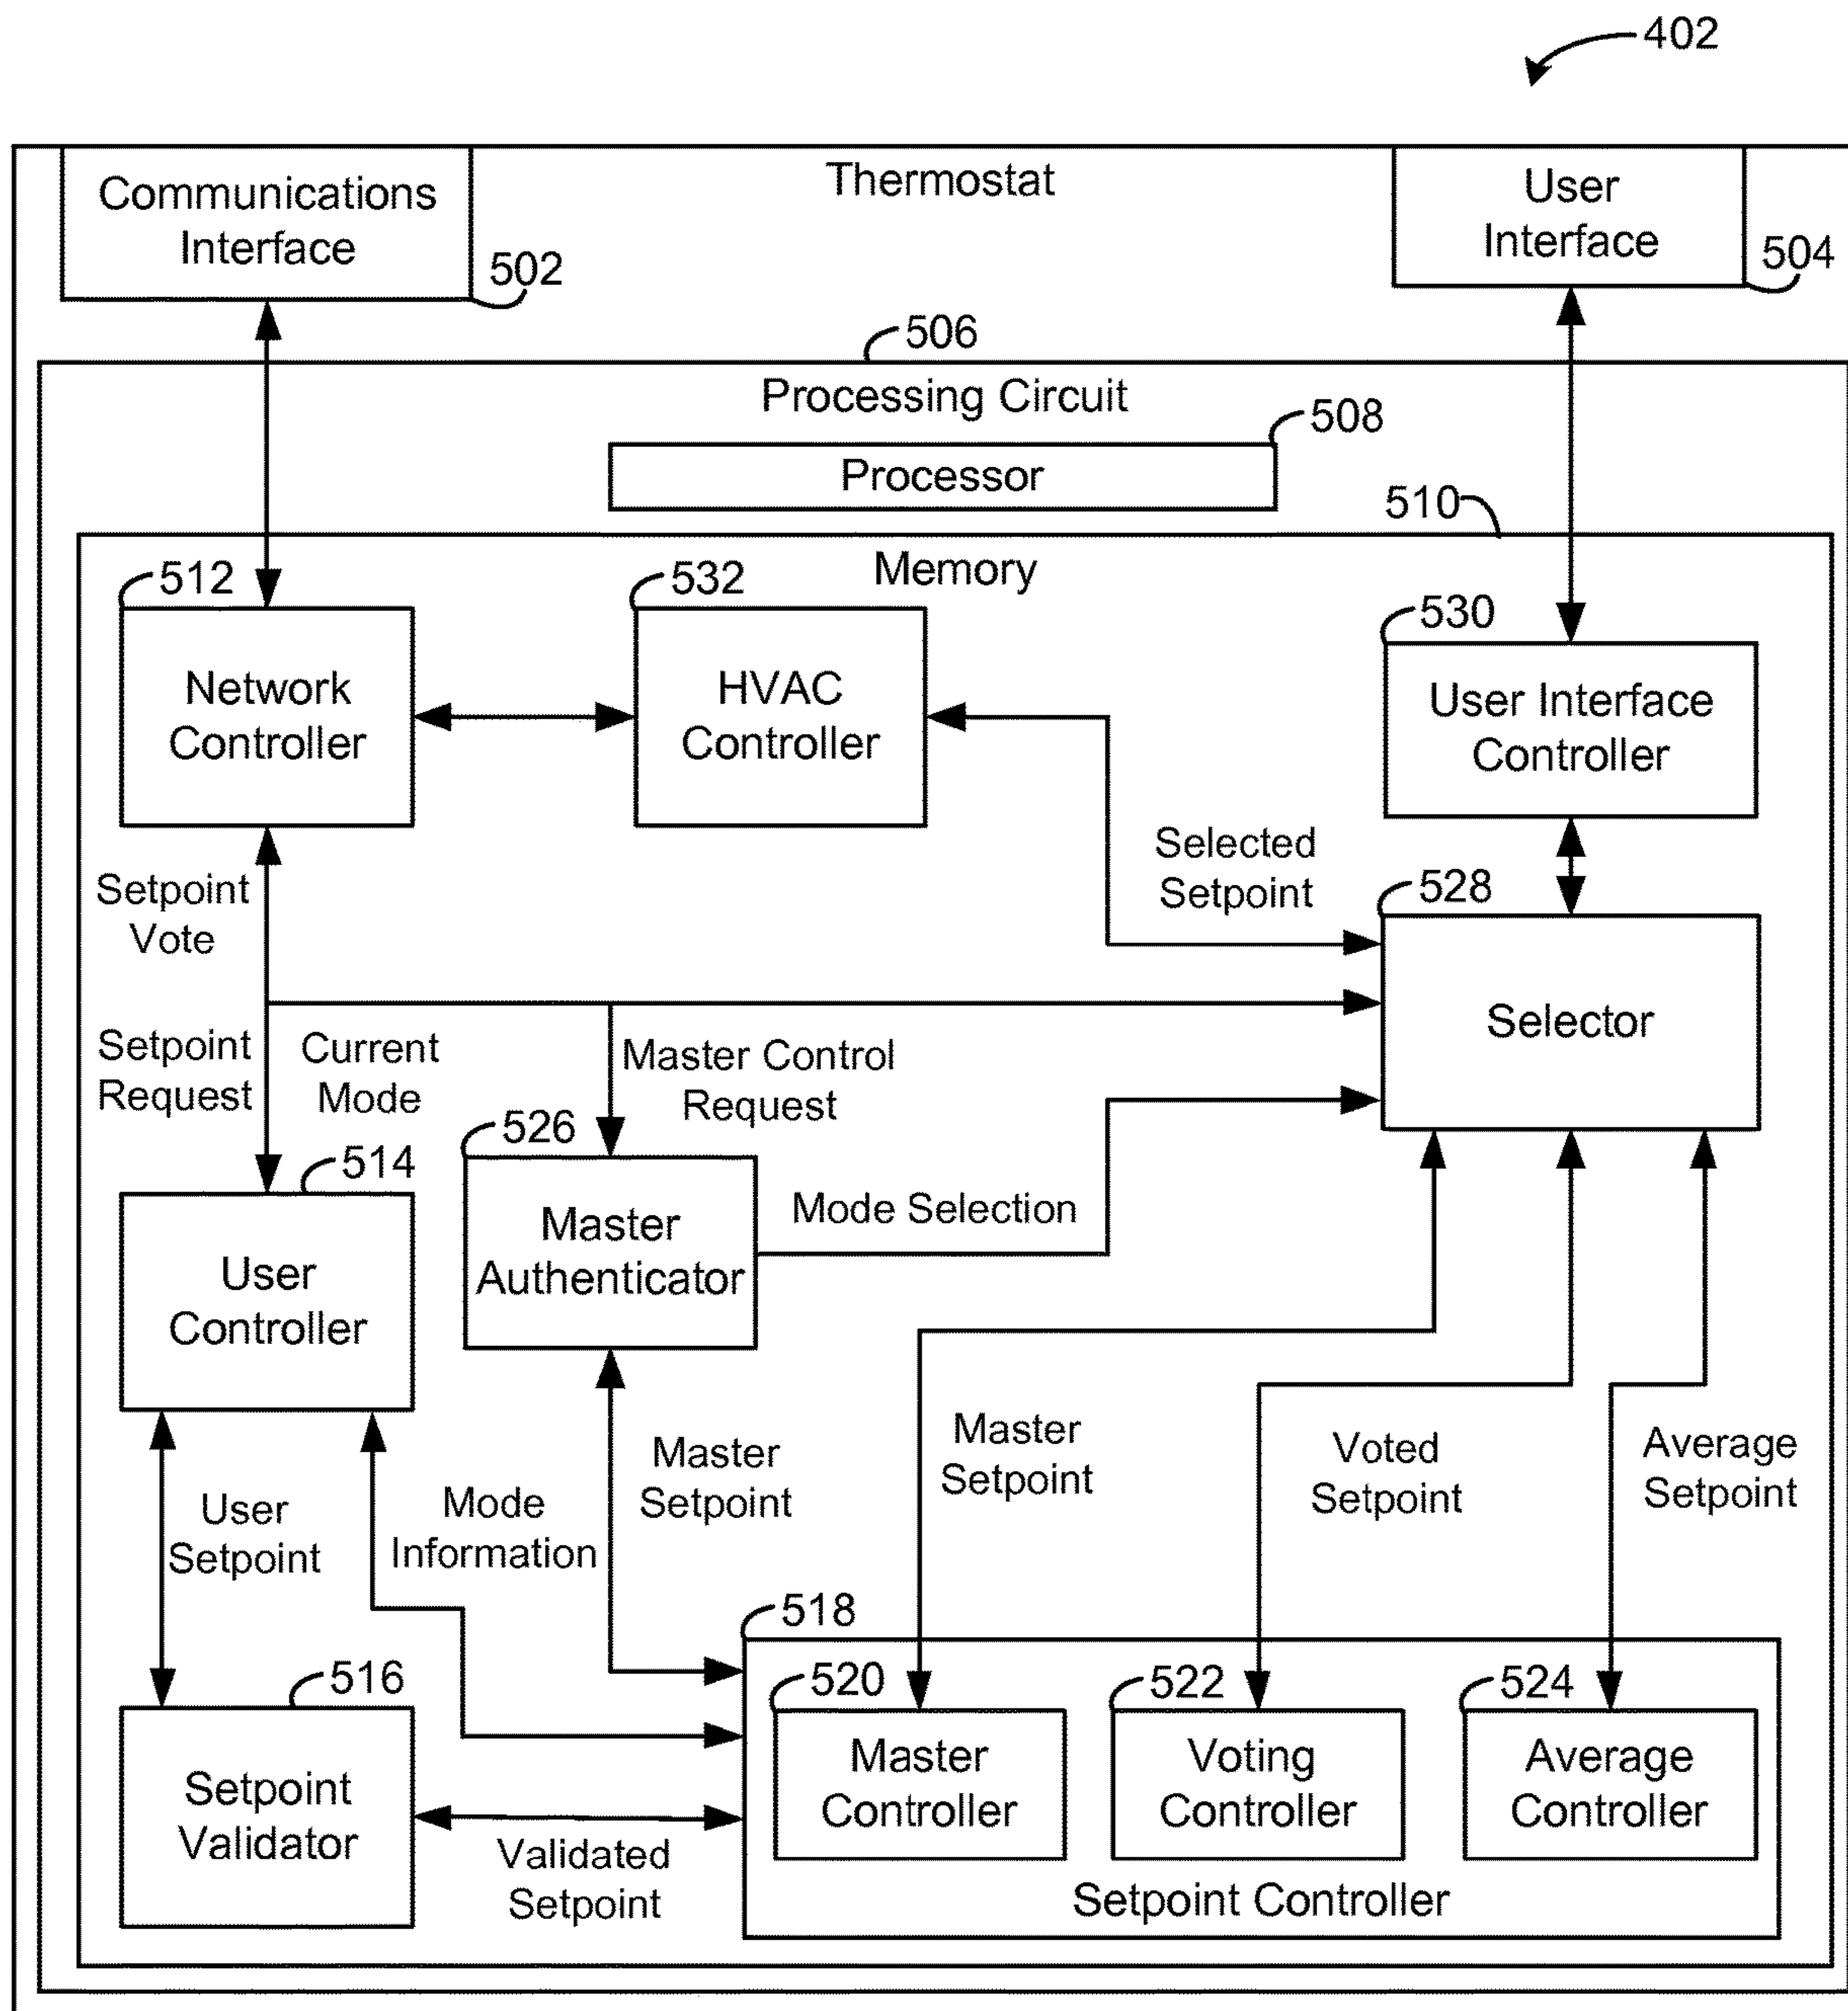 402
Communications
Interface
502
Thermostat
User
Interface
504
506
Processing Circuit
508
Processor
510
Memory
512
Network
Controller
532
HVAC
Controller
530
User Interface
Controller
Setpoint
Vote
Selected
Setpoint
528
Selector
Setpoint
Request
Current
Mode
Master Control
Request
514
User
Controller
526
Master
Authenticator
Mode Selection
User
Setpoint
Mode
Information
Master
Setpoint
Master
Setpoint
Voted
Setpoint
Average
Setpoint
516
Setpoint
Validator
Validated
Setpoint
518
520
Master
Controller
522
Voting
Controller
524
Average
Controller
Setpoint Controller